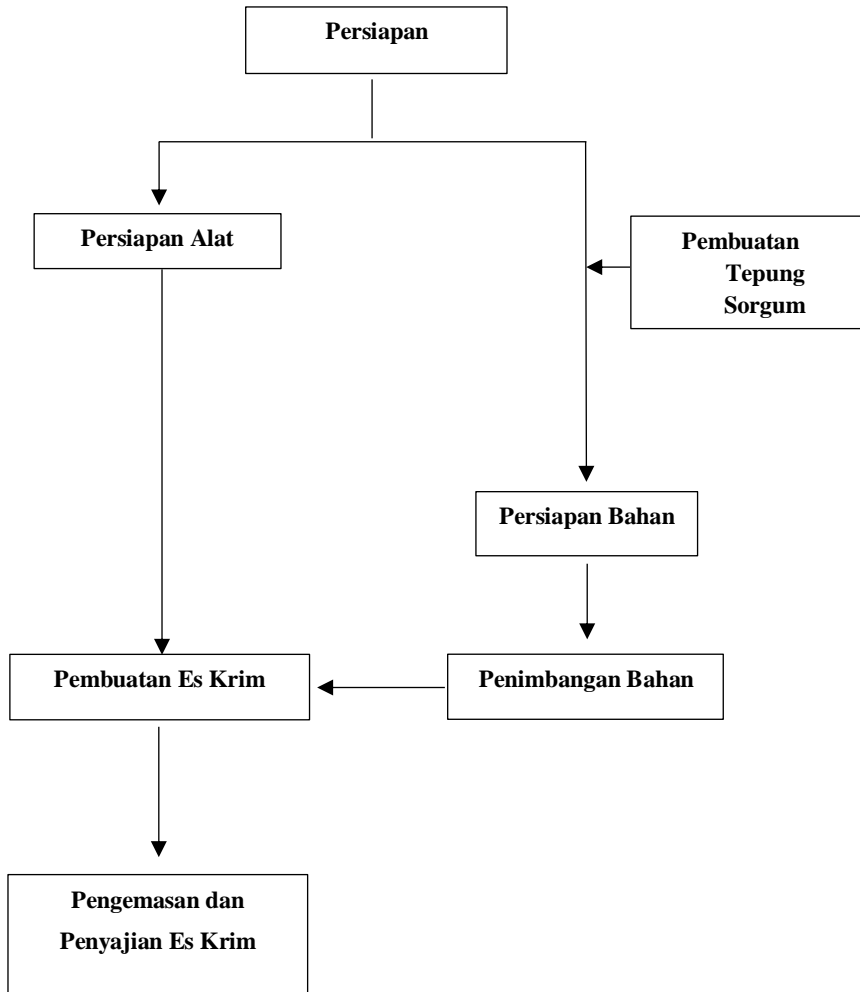 Persiapan
Persiapan Alat
Pembuatan
Tepung
Sorgum
Persiapan Bahan
Pembuatan Es Krim
Penimbangan Bahan
Pengemasan dan
Penyajian Es Krim